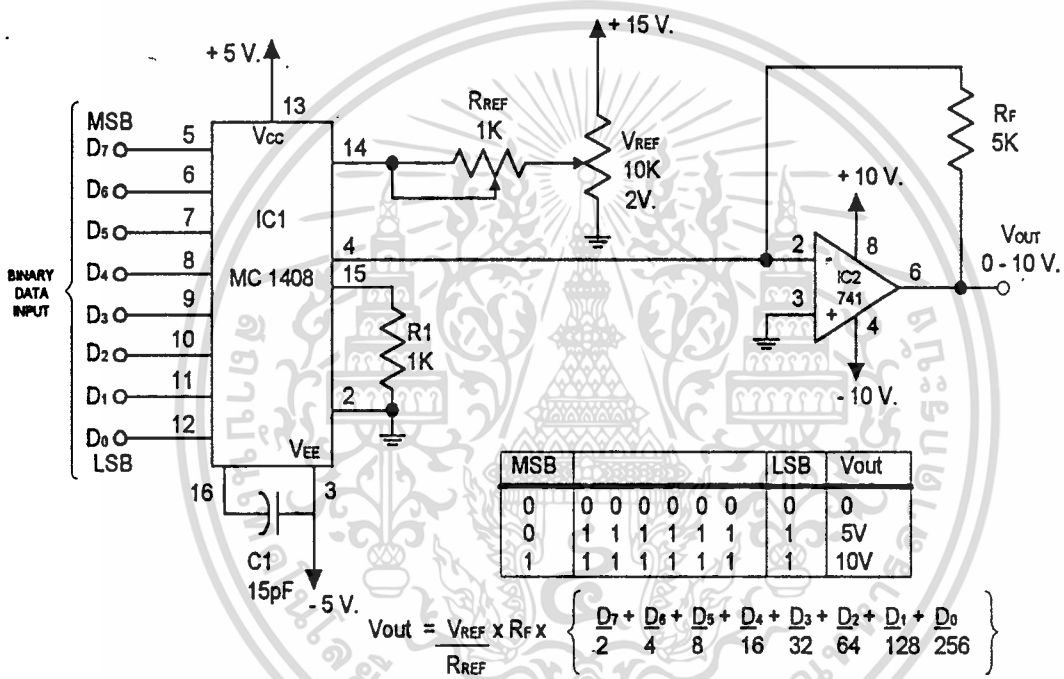 + 15 V.
+ 5 V.
13
VCC
MSB
D7
5
D6
6
D5
7
D4
8
D3
9
D2
10
D1
11
D0
12
LSB
BINARY
DATA
INPUT
IC1
MC 1408
VEE
14
RREF
1K
VREF
10K
2V.
4
15
R1
1K
2
16
3
C1
15pF
- 5 V.
RF
5K
+ 10 V.
2
8
-
IC2
741
6
3
+
4
- 10 V.
VOUT
0 - 10 V.
MSB LSB Vout
0 0 0 0 0 0 0 0 0
0 1 1 1 1 1 1 1 5V
1 1 1 1 1 1 1 1 10V
Vout = VREF x RF x { D7 + D6 + D5 + D4 + D3 + D2 + D1 + D0 }
RREF 2 4 8 16 32 64 128 256